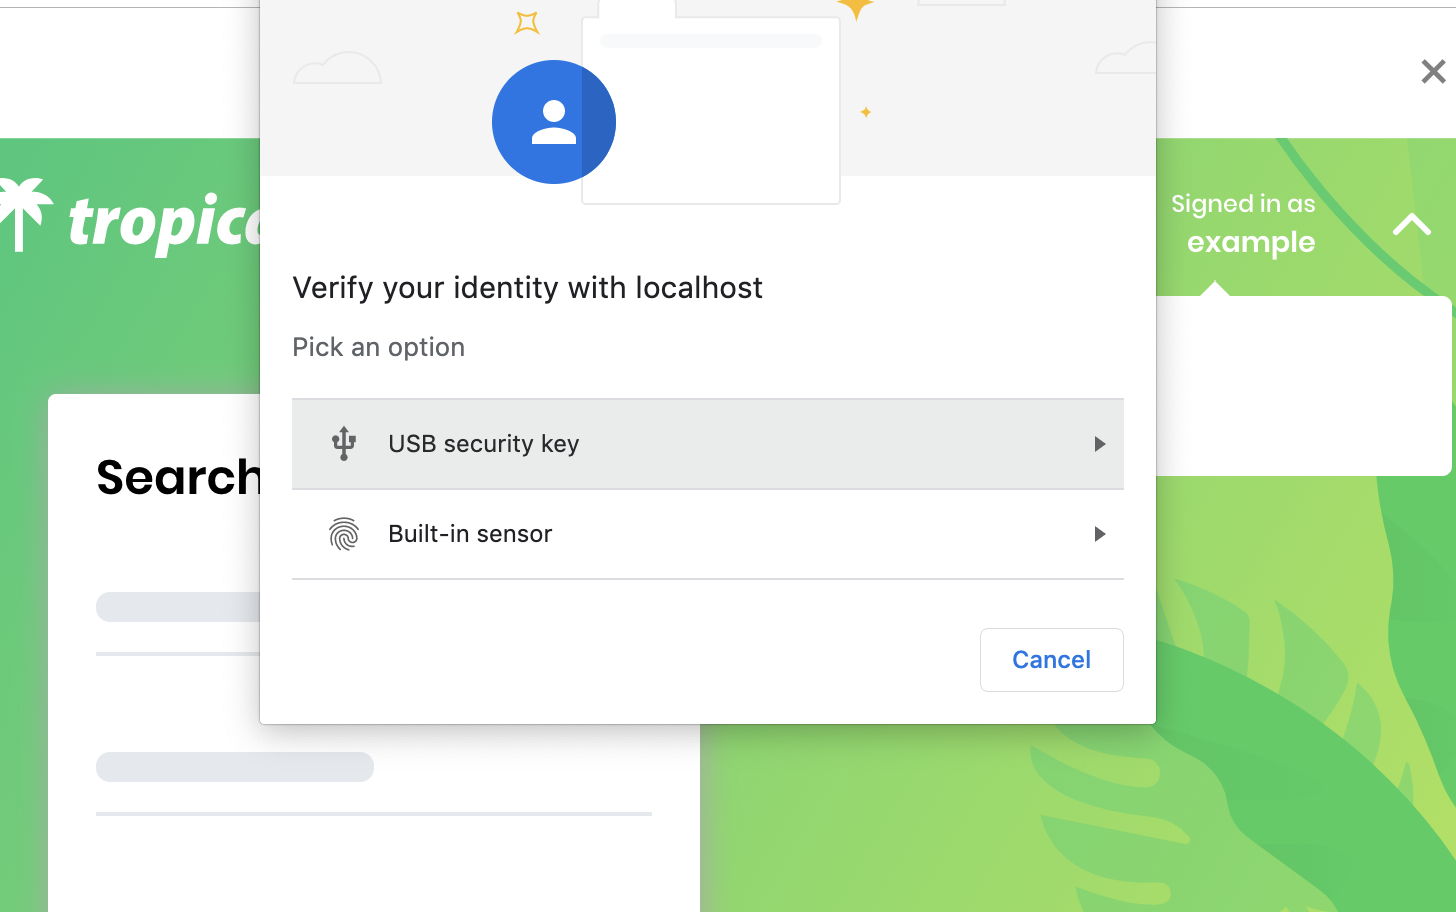 tropica
Signed in as
example
Verify your identity with localhost
Pick an option
Search
USB security key
Built-in sensor
Cancel